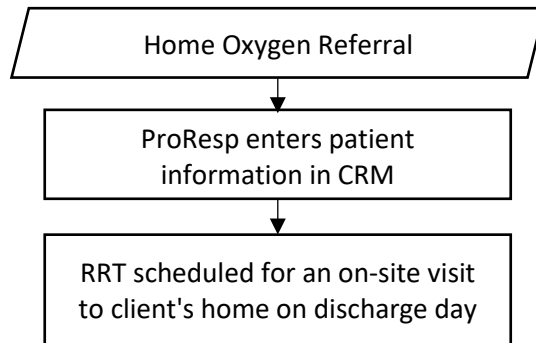 Home Oxygen Referral
ProResp enters patient
information in CRM
RRT scheduled for an on-site visit
to client's home on discharge day